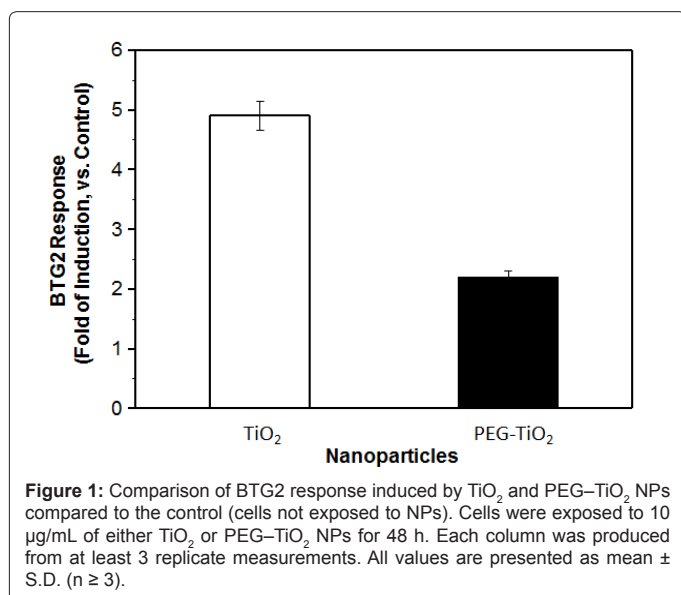 6
5
4
3
2
1
0
BTG2 Response
(Fold of Induction, vs. Control)
TiO₂ PEG-TiO₂
Nanoparticles
Figure 1: Comparison of BTG2 response induced by TiO₂ and PEG–TiO₂ NPs
compared to the control (cells not exposed to NPs). Cells were exposed to 10
µg/mL of either TiO₂ or PEG–TiO₂ NPs for 48 h. Each column was produced
from at least 3 replicate measurements. All values are presented as mean ±
S.D. (n ≥ 3).